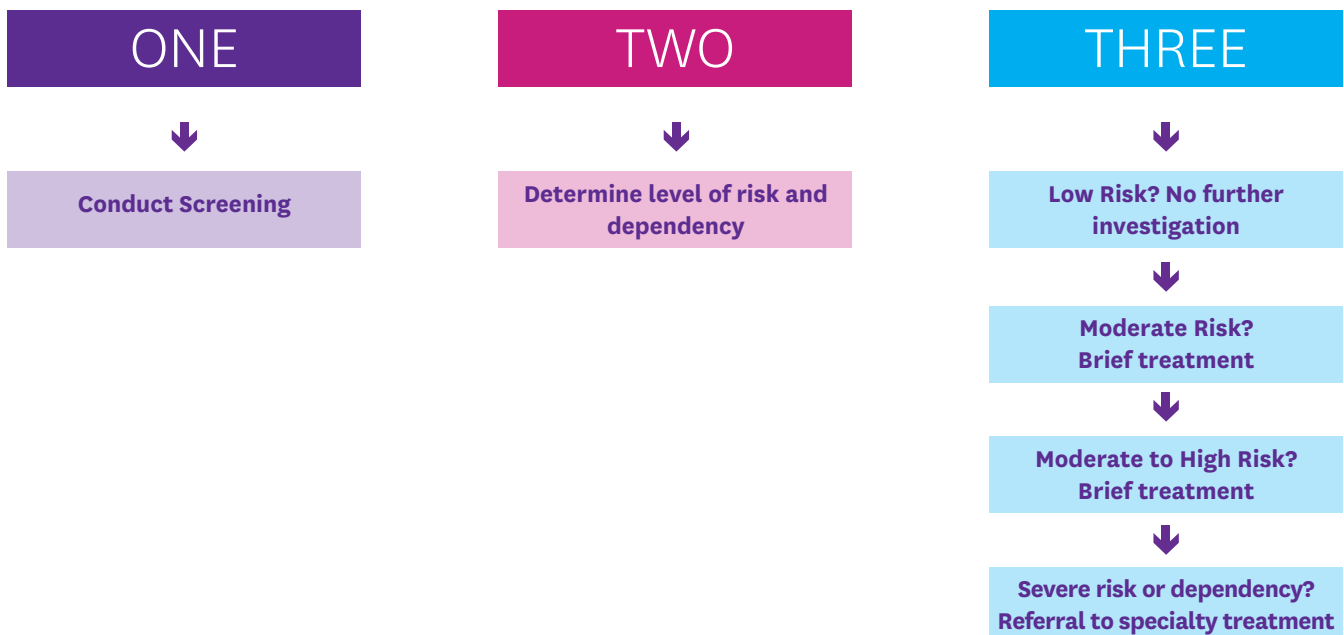 ONE
Conduct Screening
TWO
Determine level of risk and
dependency
THREE
Low Risk? No further
investigation
Moderate Risk?
Brief treatment
Moderate to High Risk?
Brief treatment
Severe risk or dependency?
Referral to specialty treatment